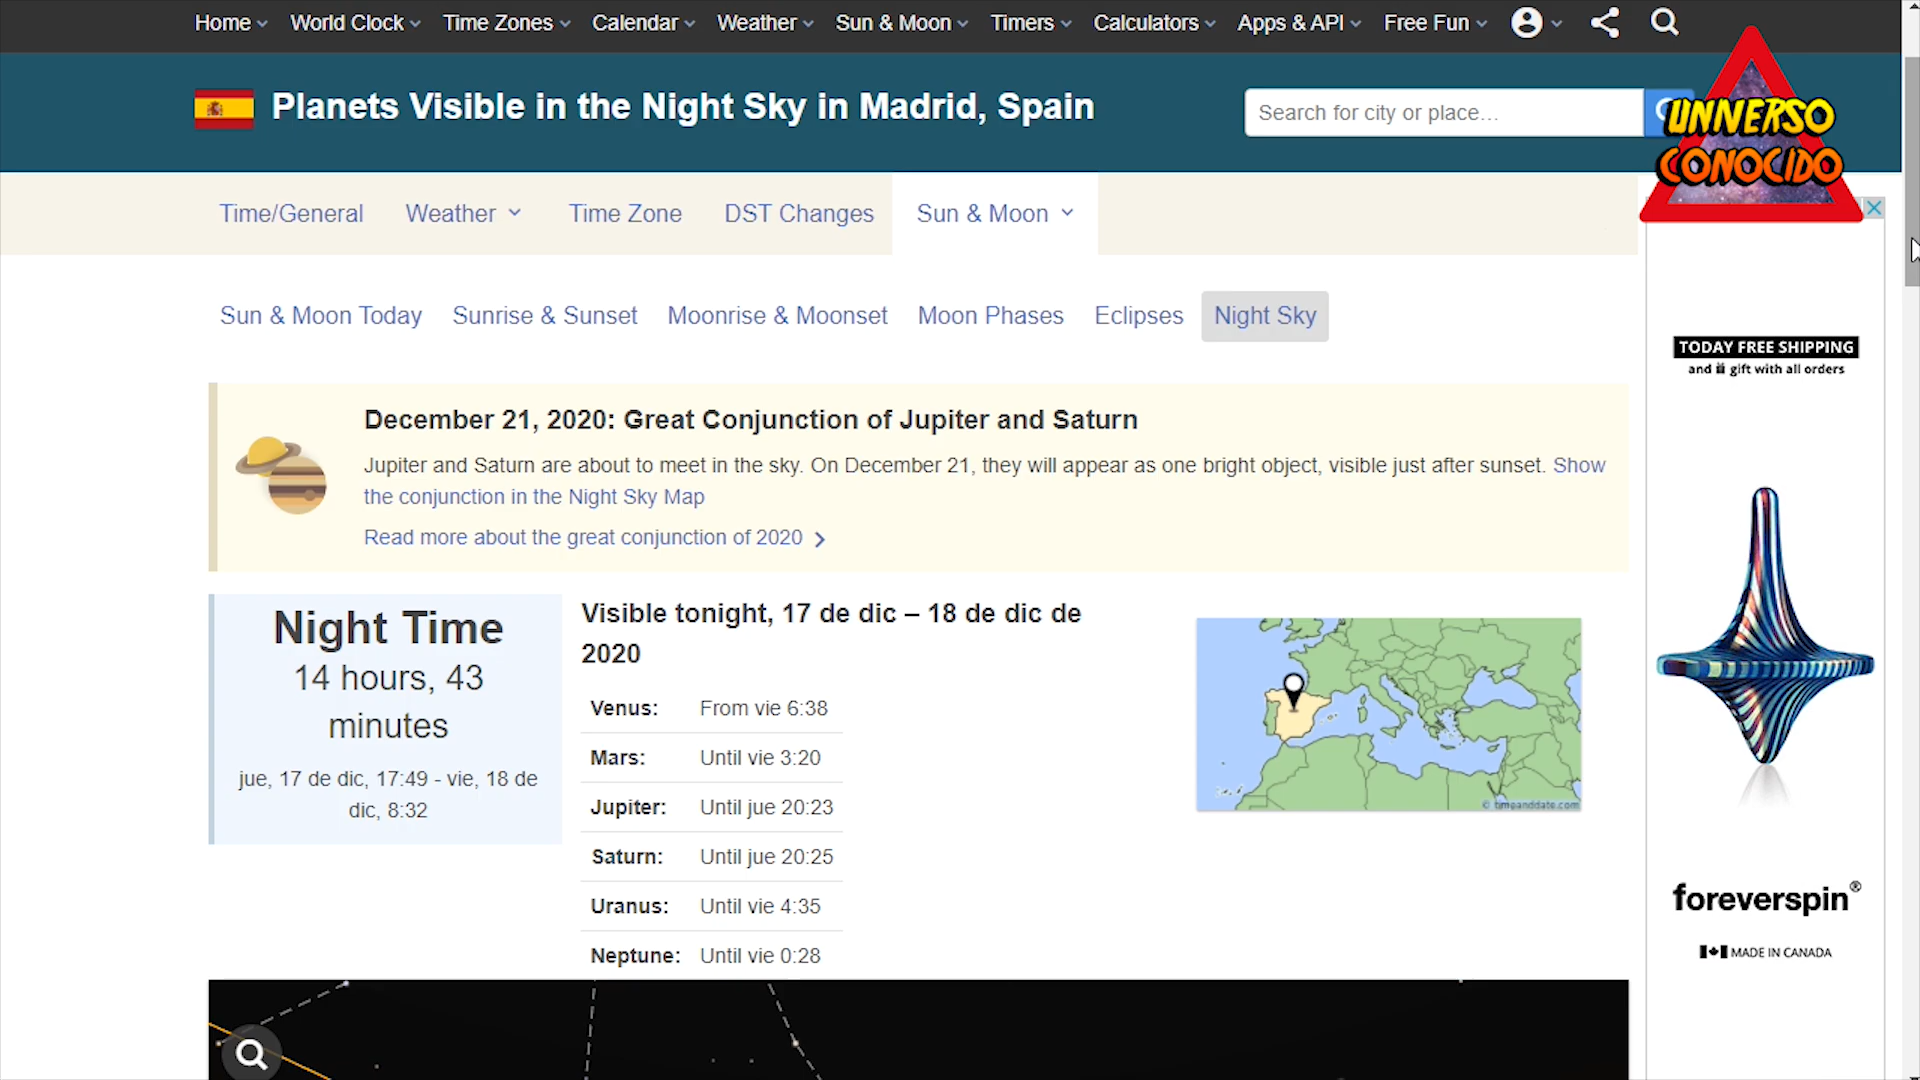 Home World Clock Time Zones Calendar Weather Sun & Moon Timers Calculators Apps & API Free Fun
Planets Visible in the Night Sky in Madrid, Spain
Search for city or place...
UNIVERSO
CONOCIDO
Time/General Weather Time Zone DST Changes Sun & Moon
Sun & Moon Today Sunrise & Sunset Moonrise & Moonset Moon Phases Eclipses Night Sky
December 21, 2020: Great Conjunction of Jupiter and Saturn
Jupiter and Saturn are about to meet in the sky. On December 21, they will appear as one bright object, visible just after sunset. Show
the conjunction in the Night Sky Map
Read more about the great conjunction of 2020
Night Time
14 hours, 43
minutes
jue, 17 de dic, 17:49 - vie, 18 de
dic, 8:32
Visible tonight, 17 de dic – 18 de dic de
2020
Venus: From vie 6:38
Mars: Until vie 3:20
Jupiter: Until jue 20:23
Saturn: Until jue 20:25
Uranus: Until vie 4:35
Neptune: Until vie 0:28
© timeanddate.com
TODAY FREE SHIPPING
and gift with all orders
foreverspin®
MADE IN CANADA